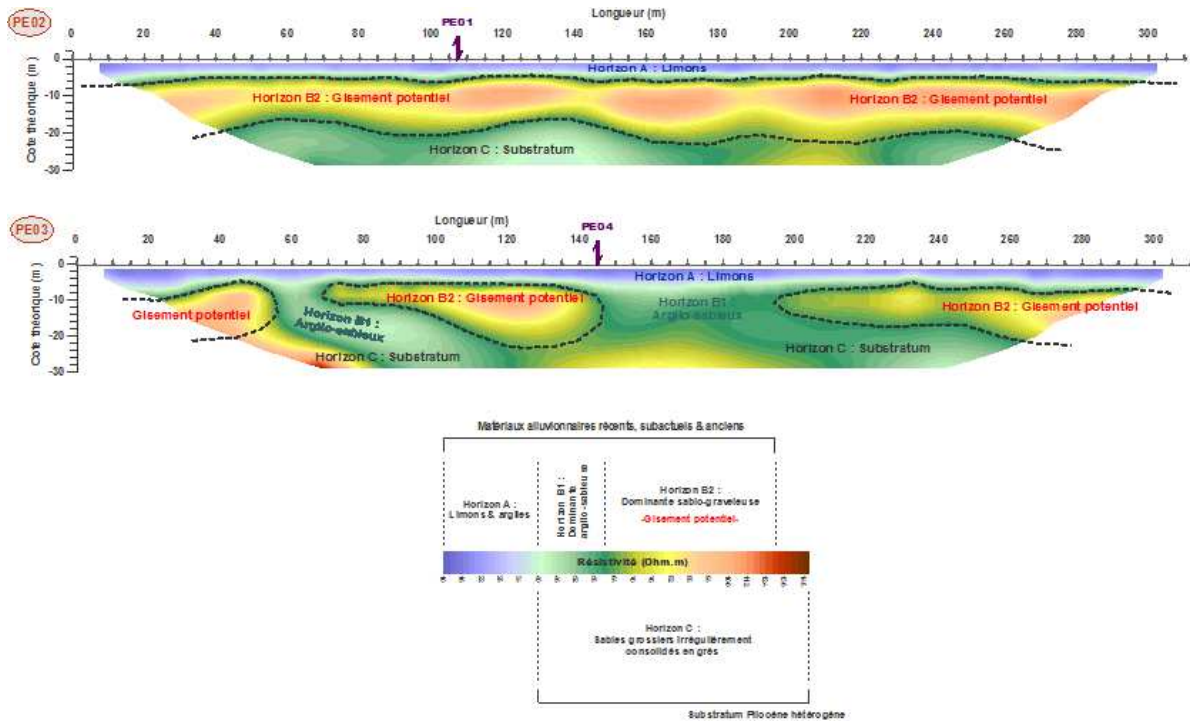 PE02
Longueur (m)
PE01
0 20 40 60 80 100 120 140 160 180 200 220 240 260 280 300
Cote théorique (m)
0
-10
-20
-30
Horizon A : Limons
Horizon B2 : Gisement potentiel
Horizon B2 : Gisement potentiel
Horizon C : Substratum
PE03
Longueur (m)
PE04
0 20 40 60 80 100 120 140 160 180 200 220 240 260 280 300
Cote théorique (m)
0
-10
-20
-30
Horizon A : Limons
Gisement potentiel
Horizon B1 :
Argilo-sableux
Horizon B2 : Gisement potentiel
Horizon B1 :
Argilo-sableux
Horizon B2 : Gisement potentiel
Horizon C : Substratum
Horizon C : Substratum
Matériaux alluvionnaires récents, subactuels & anciens
Horizon A :
Limons & argiles
Horizon B1 :
Dominante
argilo-sableuse
Horizon B2 :
Dominante sablo-graveleuse
-Gisement potentiel-
Résistivité (Ohm.m)
Horizon C :
Sables grossiers irrégulièrement
consolidés en grès
Substratum Pliocène hétérogène